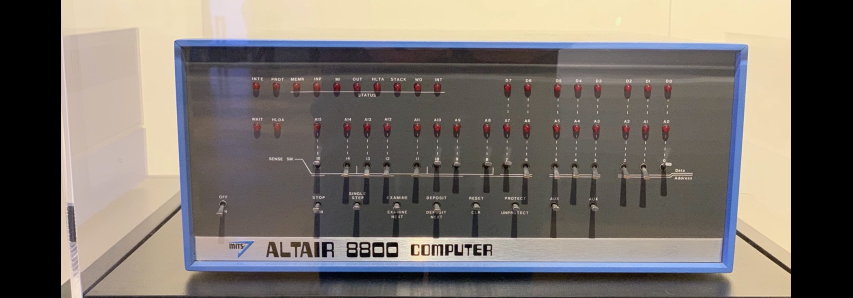 INTE PROT MEMR INP MI OUT HLTA STACK WO INT D7 D6 D5 D4 D3 D2 D1 D0
STATUS
WAIT HLDA A15 A14 A13 A12 A11 A10 A9 A8 A7 A6 A5 A4 A3 A2 A1 A0
SENSE SW
Data
Address
OFF STOP SINGLE STEP EXAMINE DEPOSIT RESET PROTECT AUX AUX
EXAMINE NEXT DEPOSIT NEXT CLR UNPROTECT
mits ALTAIR 8800 COMPUTER